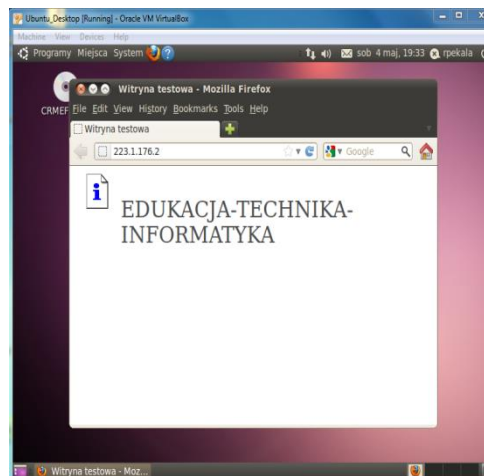 Ubuntu_Desktop [Running] - Oracle VM VirtualBox
Machine View Devices Help
Programy Miejsca System sob 4 maj, 19:33 rpekala
CRMEF
Witryna testowa - Mozilla Firefox
File Edit View History Bookmarks Tools Help
Witryna testowa
223.1.176.2 Google
EDUKACJA-TECHNIKA-
INFORMATYKA
Witryna testowa - Moz...